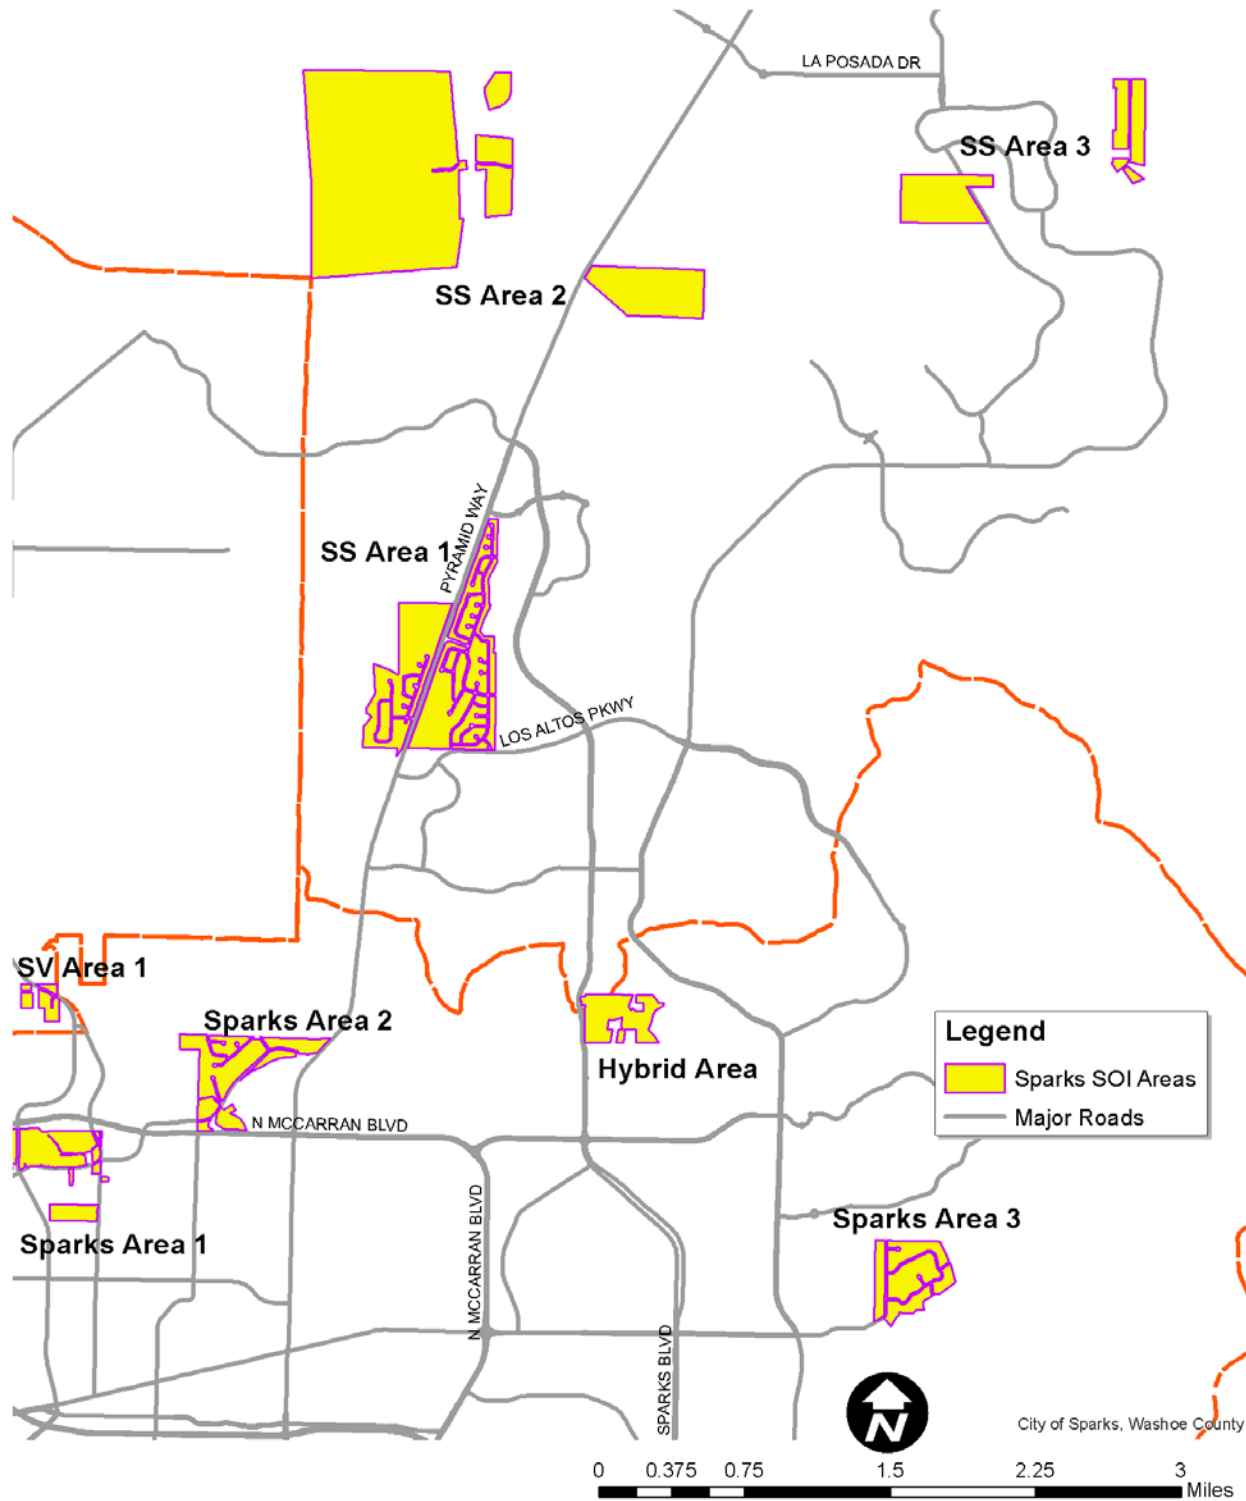 LA POSADA DR
SS Area 3
SS Area 2
PYRAMID WAY
SS Area 1
LOS ALTOS PKWY
SV Area 1
Sparks Area 2
Hybrid Area
Legend
Sparks SOI Areas
Major Roads
N MCCARRAN BLVD
N MCCARRAN BLVD
Sparks Area 3
Sparks Area 1
SPARKS BLVD
N
City of Sparks, Washoe County
0 0.375 0.75 1.5 2.25 3
Miles